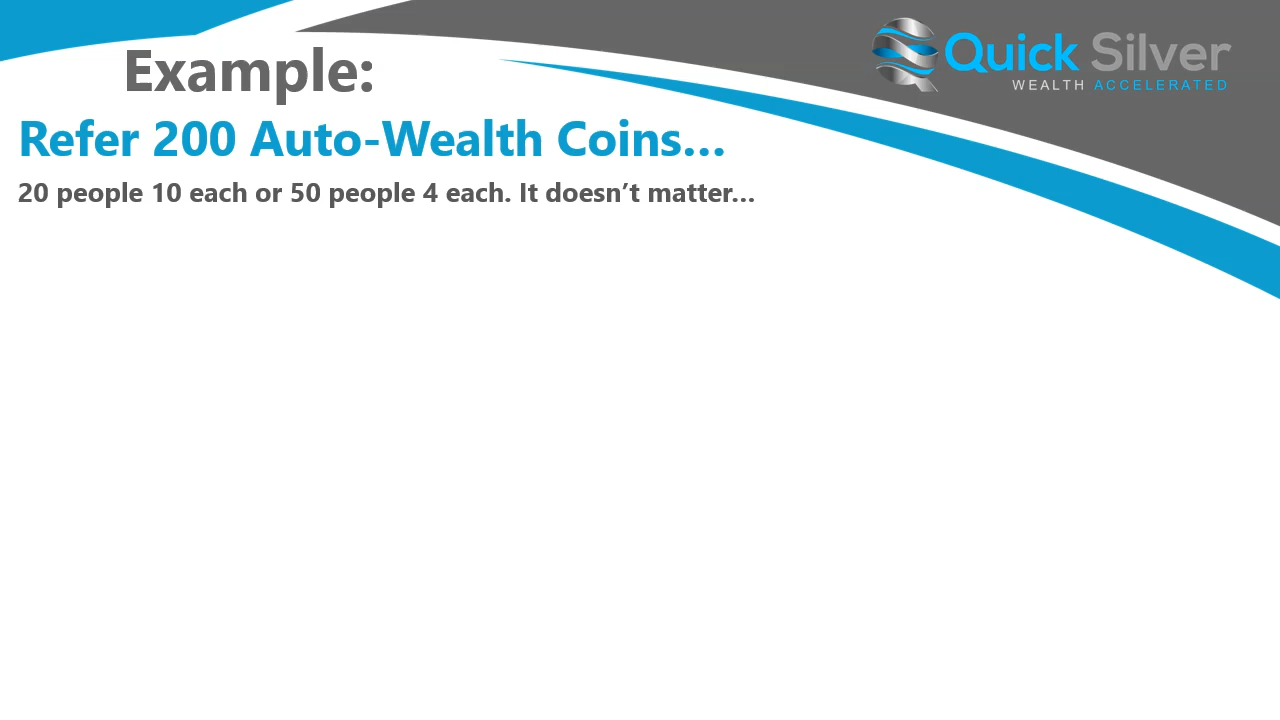 Quick Silver
WEALTH ACCELERATED
Example:
Refer 200 Auto-Wealth Coins...
20 people 10 each or 50 people 4 each. It doesn’t matter...